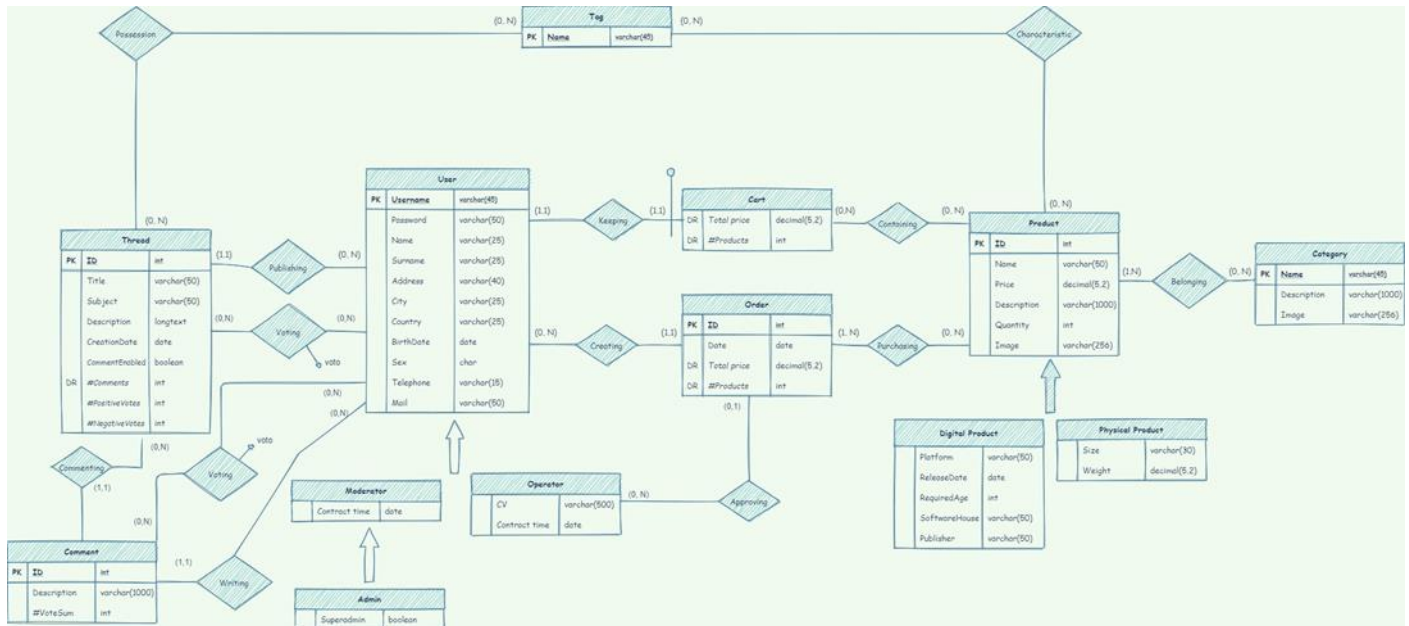 (0, N)
Tag
(0, N)
Possession
PK Name varchar(45)
Characteristic
User
PK Username varchar(45)
Password varchar(50)
Name varchar(25)
Surname varchar(25)
Address varchar(40)
City varchar(25)
Country varchar(25)
BirthDate date
Sex char
Telephone varchar(15)
Mail varchar(50)
(0, N)
Thread
PK ID int
Title varchar(50)
Subject varchar(50)
Description longtext
CreationDate date
CommentEnabled boolean
DR #Comments int
#PositiveVotes int
#NegativeVotes int
(1,1)
Publishing
(0, N)
(0,N)
Voting
(0,N)
voto
(1,1)
Keeping
(1,1)
Cart
DR Total price decimal(5,2)
DR #Products int
(0,N)
Containing
(0, N)
(0, N)
Product
PK ID int
Name varchar(50)
Price decimal(5,2)
Description varchar(1000)
Quantity int
Image varchar(256)
(1,N)
Belonging
(0, N)
Category
PK Name varchar(45)
Description varchar(1000)
Image varchar(256)
(0, N)
Creating
(1,1)
Order
PK ID int
Date date
DR Total price decimal(5,2)
DR #Products int
(1, N)
Purchasing
(0, N)
(0,1)
(0,N)
(0,N)
(0,N)
voto
Commenting
Voting
(1,1)
(0,N)
Moderator
Contract time date
Operator
CV varchar(500)
Contract time date
(0, N)
Approving
Digital Product
Platform varchar(50)
ReleaseDate date
RequiredAge int
SoftwareHouse varchar(50)
Publisher varchar(50)
Physical Product
Size varchar(30)
Weight decimal(5,2)
Comment
PK ID int
Description varchar(1000)
#VoteSum int
(1,1)
Writing
Admin
Superadmin boolean